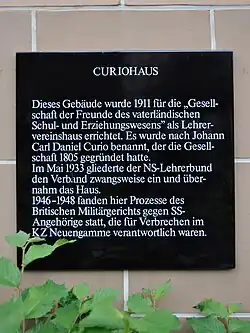 CURIOHAUS
Dieses Gebäude wurde 1911 für die „Gesell-
schaft der Freunde des vaterländischen
Schul- und Erziehungswesens" als Lehrer-
vereinshaus errichtet. Es wurde nach Johann
Carl Daniel Curio benannt, der die Gesell-
schaft 1805 gegründet hatte.
Im Mai 1933 gliederte der NS-Lehrerbund
den Verband zwangsweise ein und über-
nahm das Haus.
1946-1948 fanden hier Prozesse des
Britischen Militärgerichts gegen SS-
Angehörige statt, die für Verbrechen im
KZ Neuengamme verantwortlich waren.